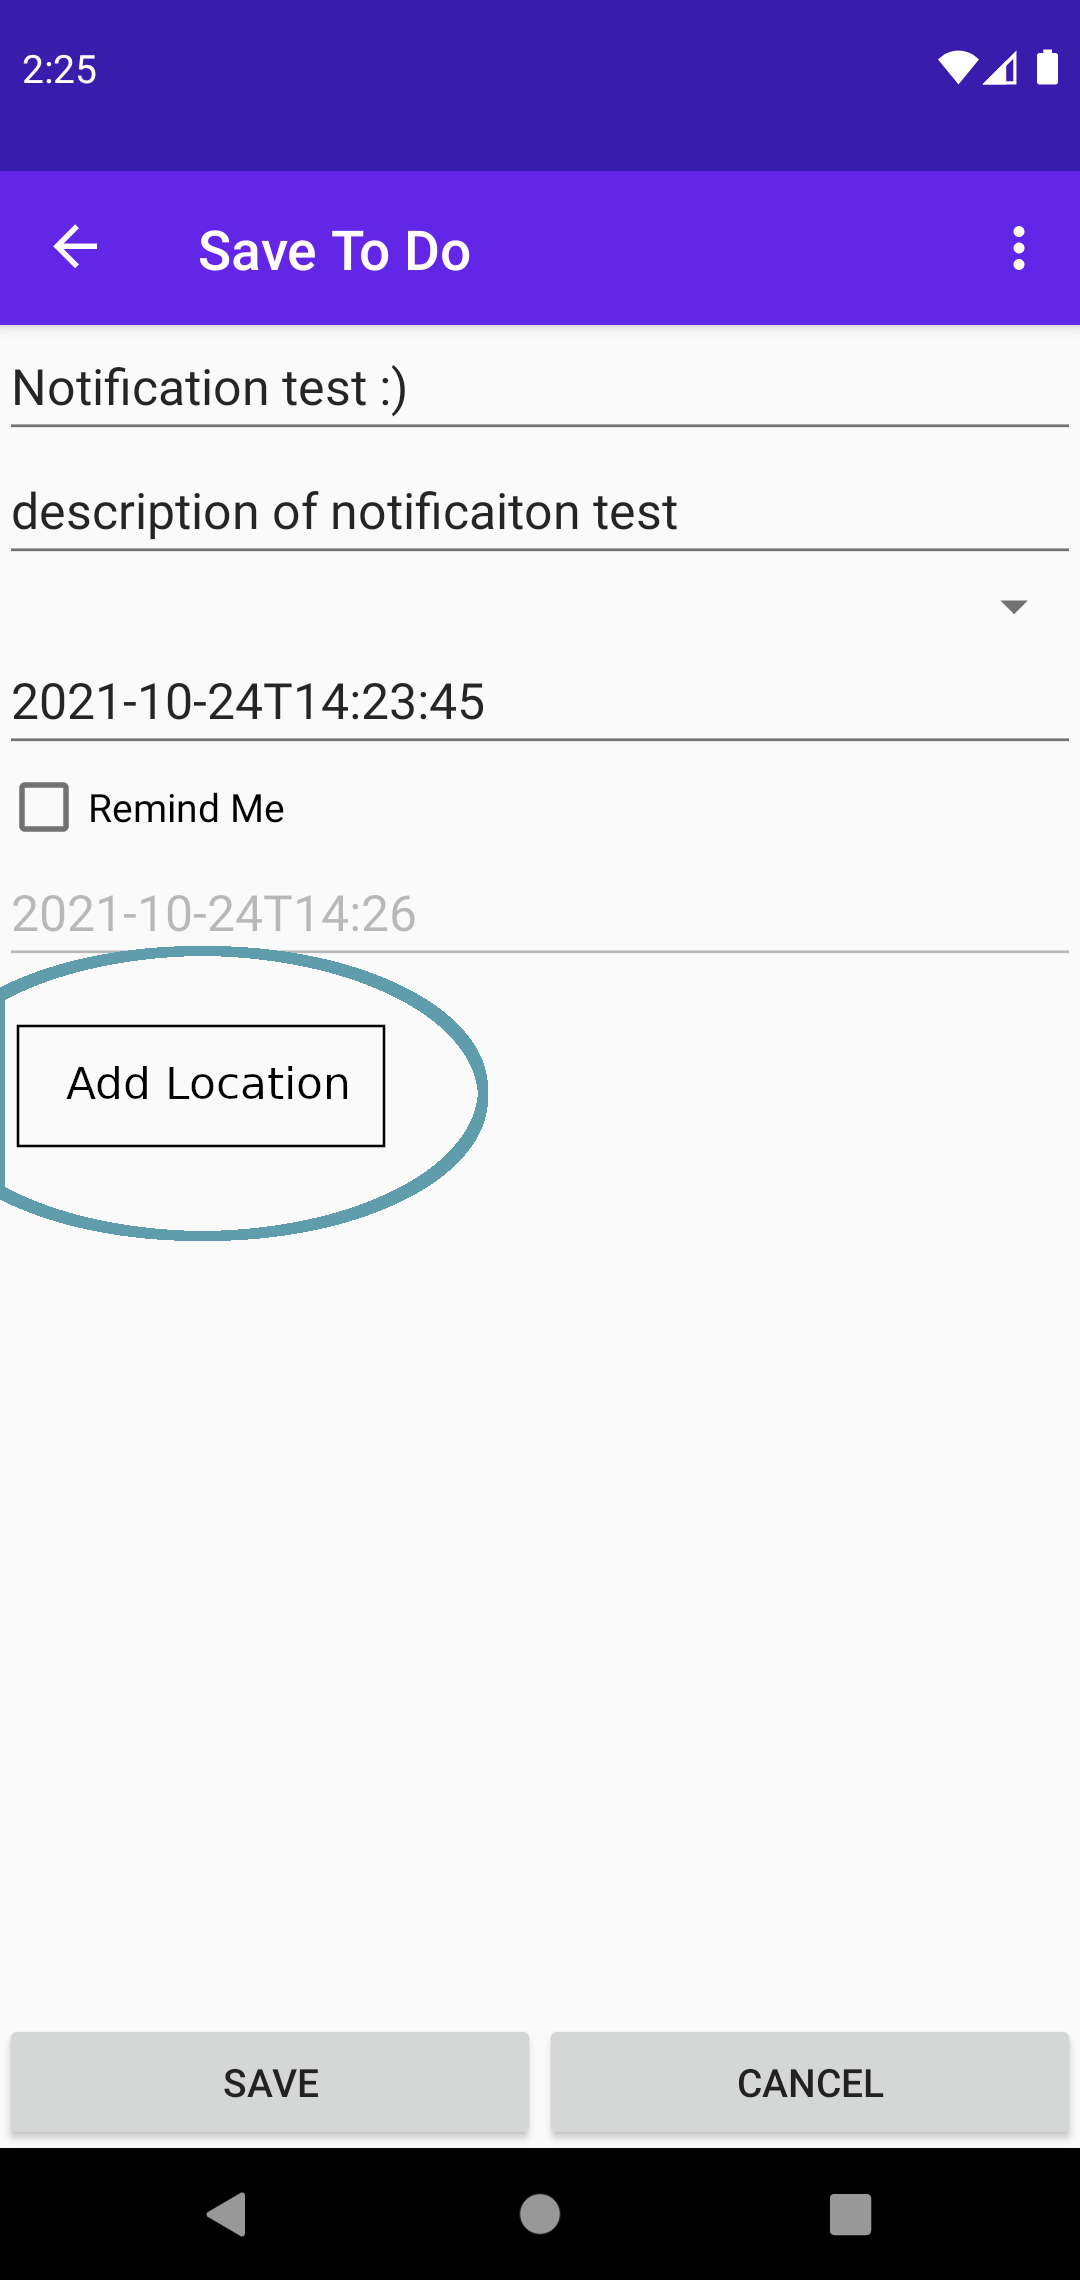 2:25
Save To Do
Notification test :)
description of notificaiton test
2021-10-24T14:23:45
Remind Me
2021-10-24T14:26
Add Location
SAVE
CANCEL